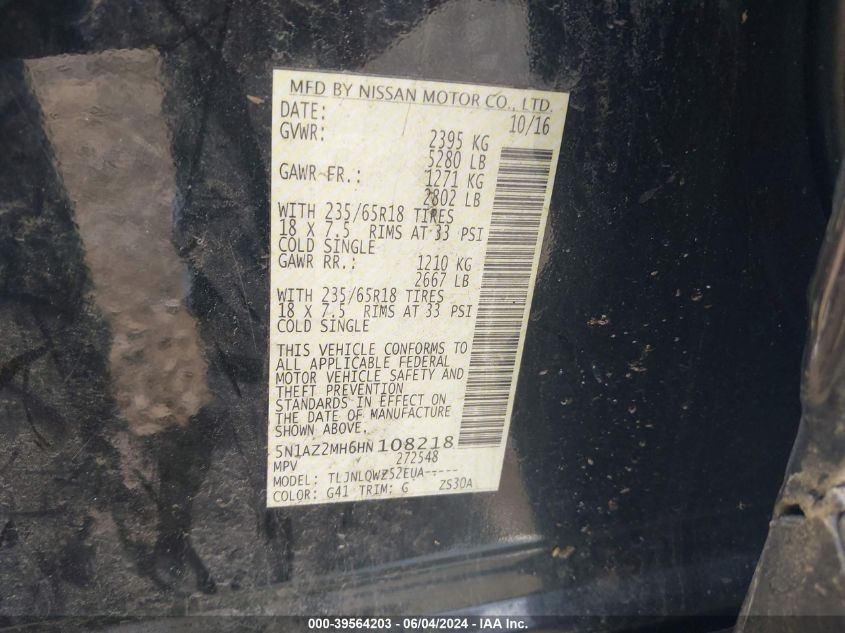 MFD BY NISSAN MOTOR CO., LTD.
DATE: 10/16
GVWR: 2395 KG
5280 LB
GAWR FR.: 1271 KG
2802 LB
WITH 235/65R18 TIRES
18 X 7.5 RIMS AT 33 PSI
COLD SINGLE
GAWR RR.: 1210 KG
2667 LB
WITH 235/65R18 TIRES
18 X 7.5 RIMS AT 33 PSI
COLD SINGLE
THIS VEHICLE CONFORMS TO
ALL APPLICABLE FEDERAL
MOTOR VEHICLE SAFETY AND
THEFT PREVENTION
STANDARDS IN EFFECT ON
THE DATE OF MANUFACTURE
SHOWN ABOVE.
5N1AZ2MH6HN108218
MPV 272548
MODEL: TLJNLQWZ52EUA-----
COLOR: G41 TRIM: G ZS30A
000-39564203 - 06/04/2024 - IAA Inc.